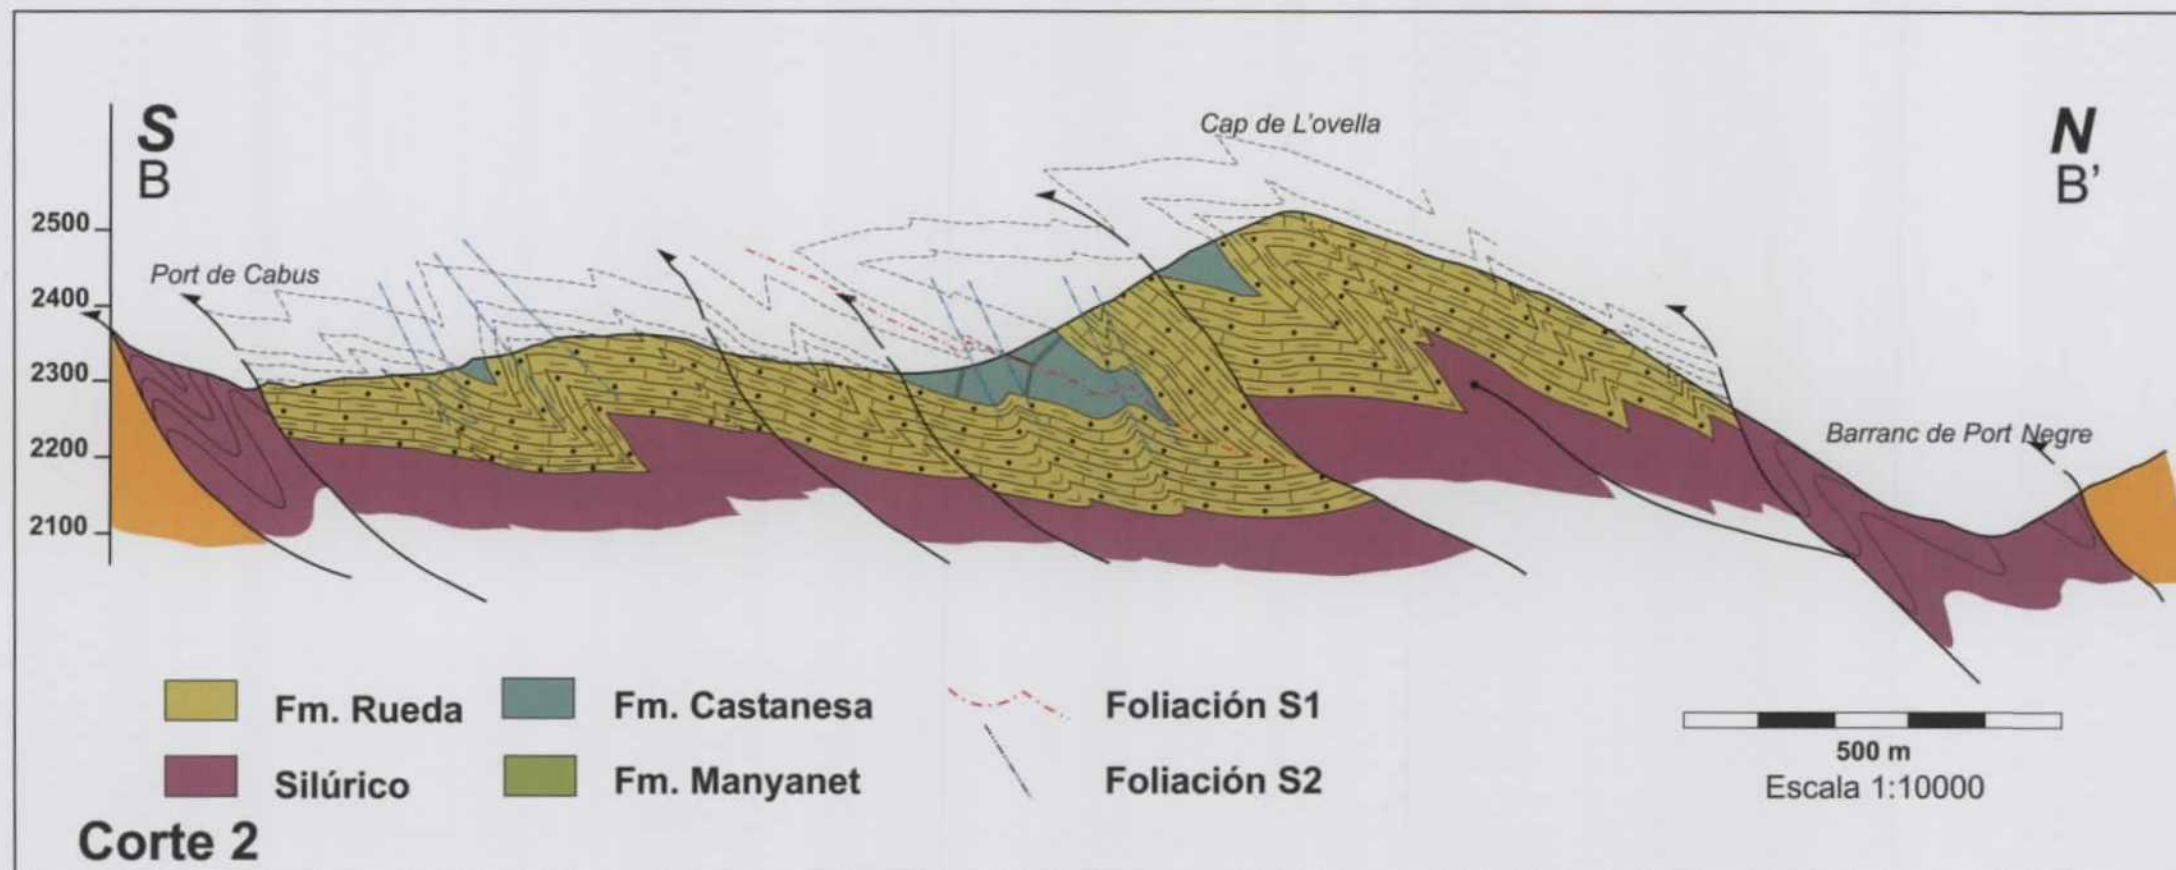 S
B
N
B'
Cap de L'ovella
Port de Cabus
Barranc de Port Negre
2500
2400
2300
2200
2100
Fm. Rueda
Fm. Castanesa
Foliación S1
Silúrico
Fm. Manyanet
Foliación S2
500 m
Escala 1:10000
Corte 2